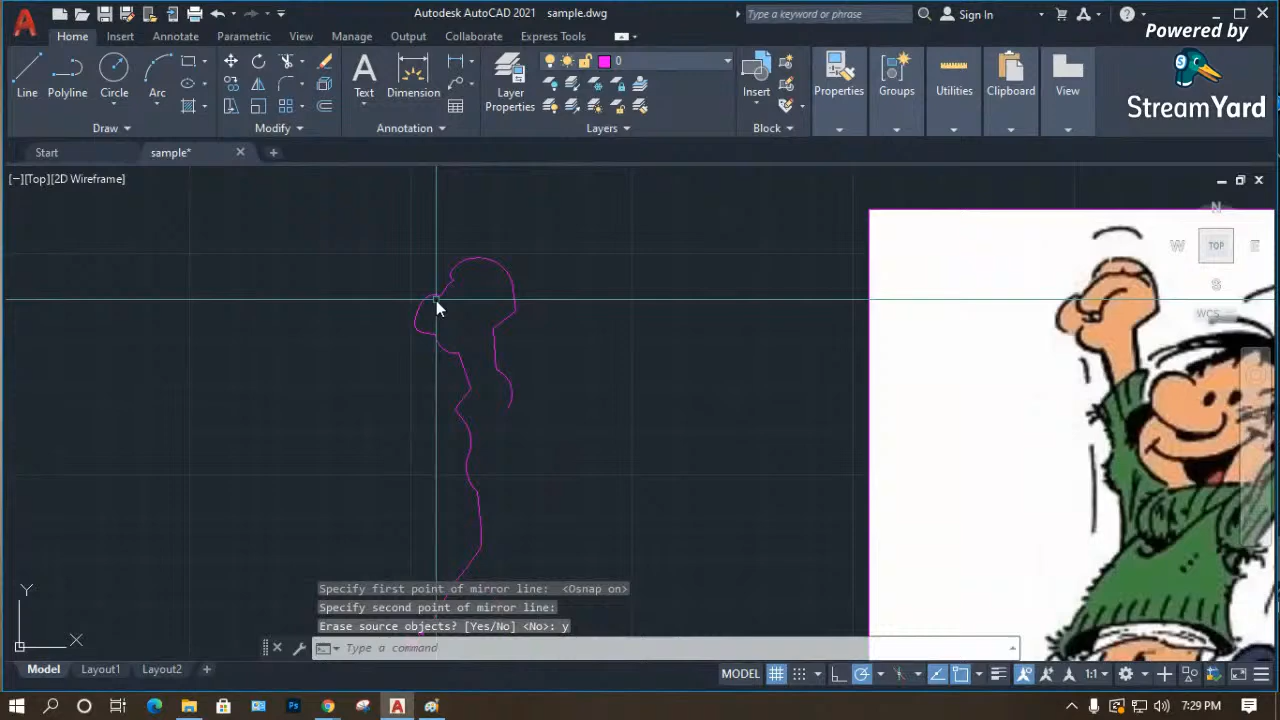 Autodesk AutoCAD 2021 sample.dwg
Type a keyword or phrase
Sign In
Home
Insert
Annotate
Parametric
View
Manage
Output
Collaborate
Express Tools
Powered by
StreamYard
Line
Polyline
Circle
Arc
Text
Dimension
Layer
Properties
0
Insert
Properties
Groups
Utilities
Clipboard
View
Draw
Modify
Annotation
Layers
Block
Start
sample*
[−][Top][2D Wireframe]
N
W
TOP
E
S
WCS
Y
X
Specify first point of mirror line: <Osnap on>
Specify second point of mirror line:
Erase source objects? [Yes/No] <No>: y
Type a command
Model
Layout1
Layout2
MODEL
1:1
7:29 PM